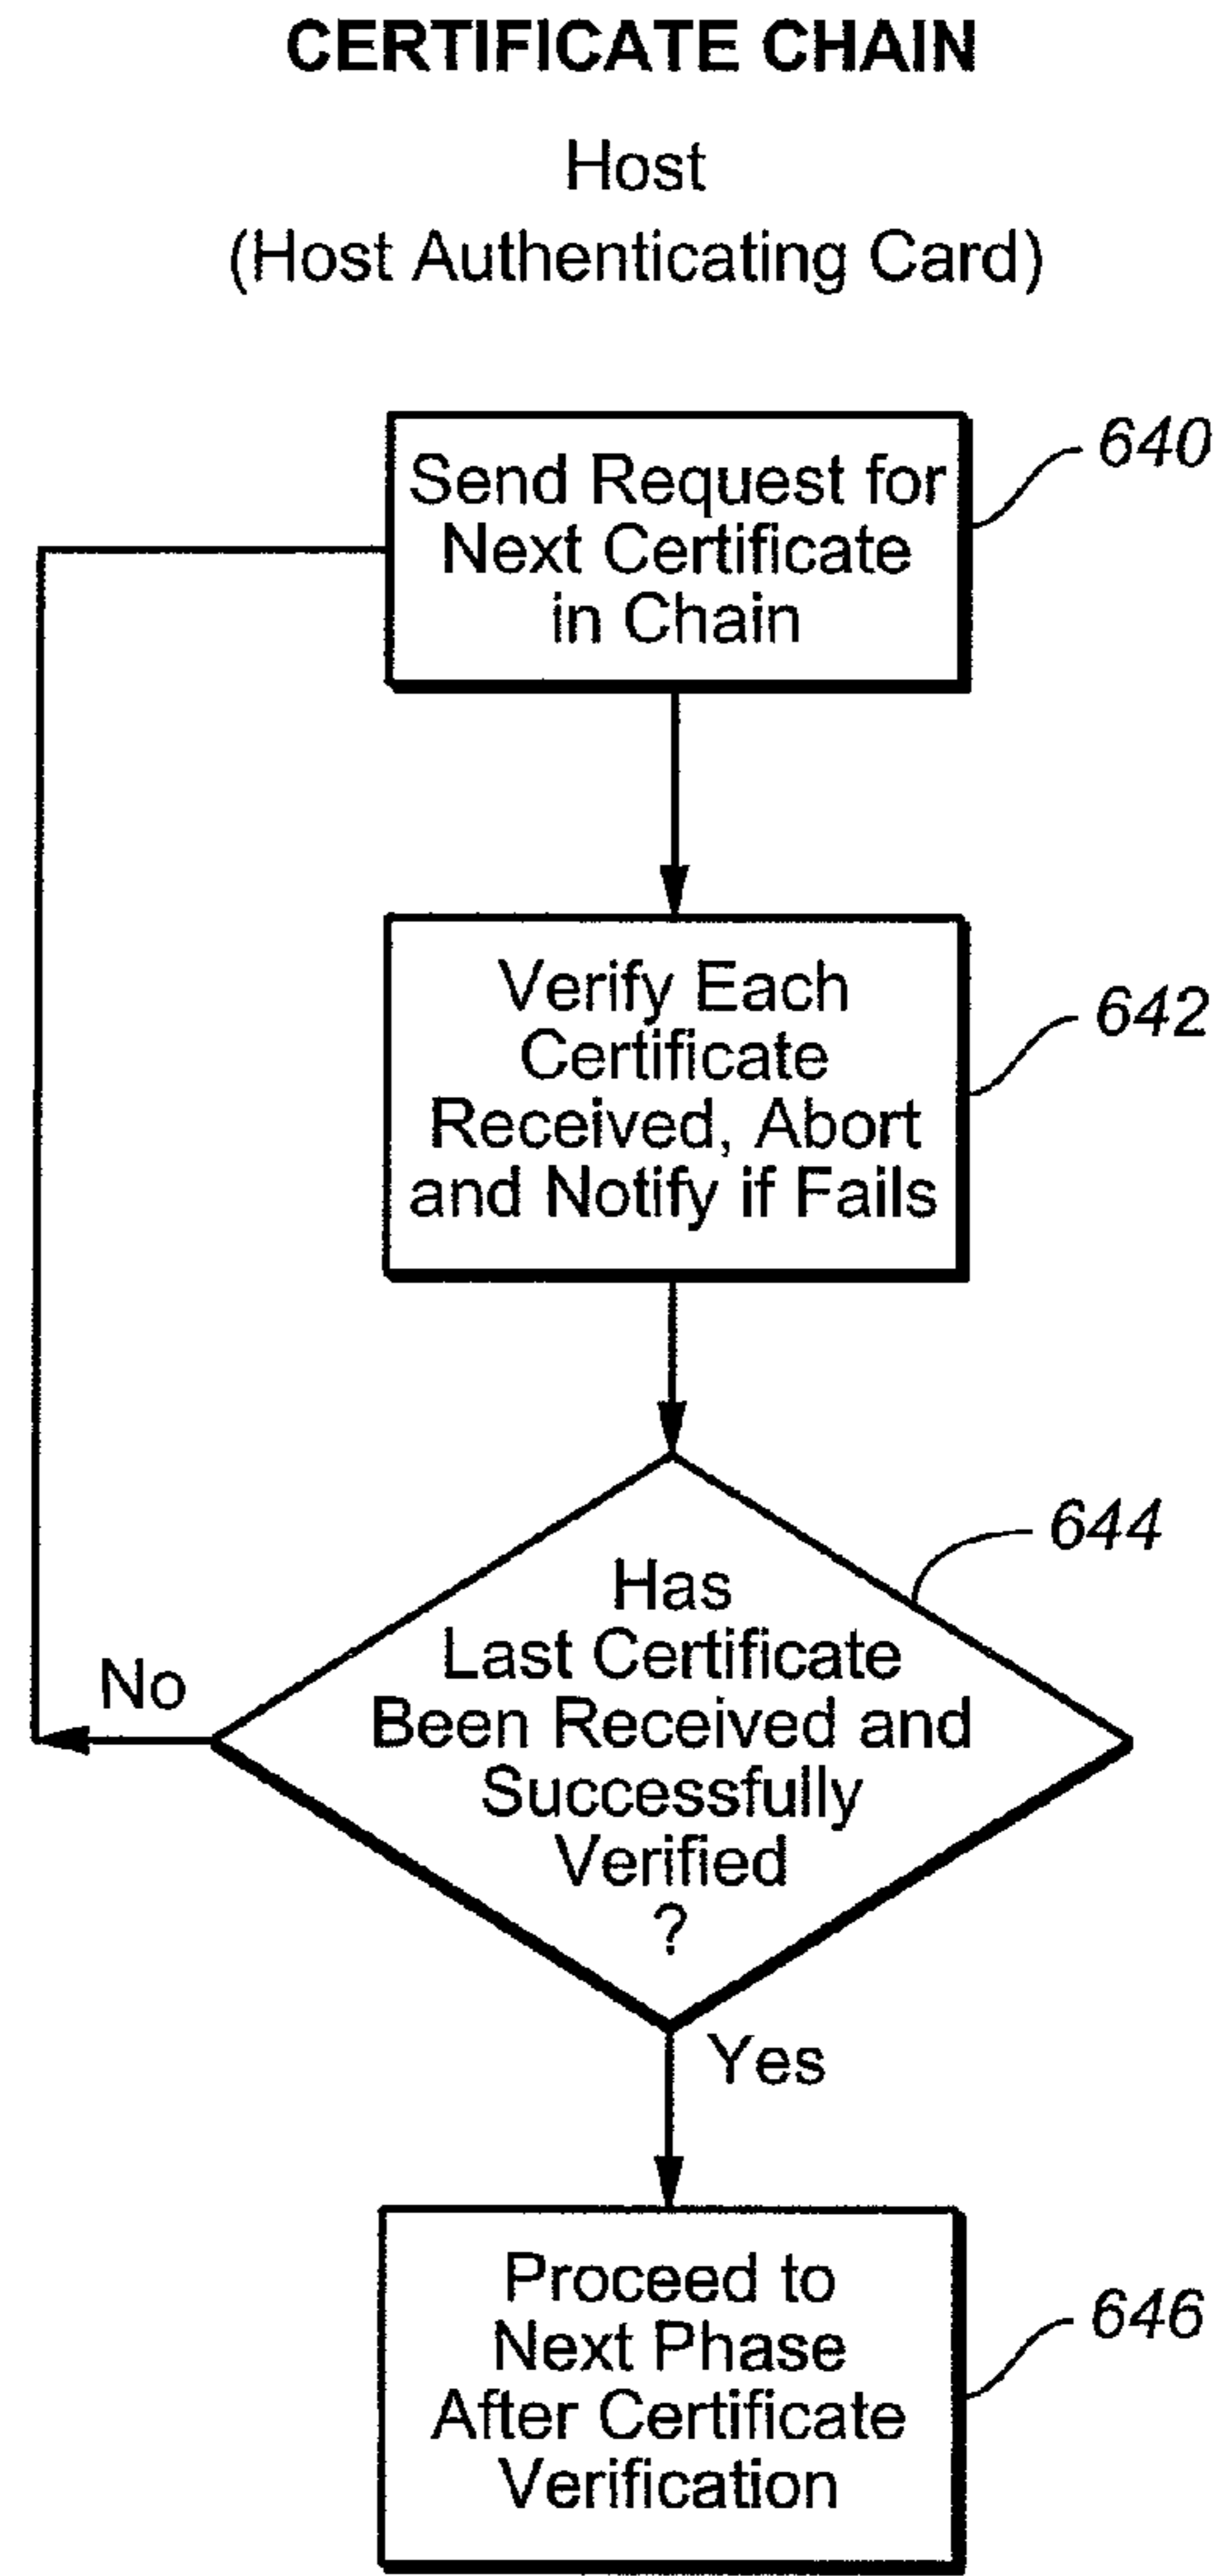 CERTIFICATE CHAIN
Host
(Host Authenticating Card)
640
Send Request for
Next Certificate
in Chain
642
Verify Each
Certificate
Received, Abort
and Notify if Fails
644
Has
Last Certificate
Been Received and
Successfully
Verified
?
No
Yes
646
Proceed to
Next Phase
After Certificate
Verification